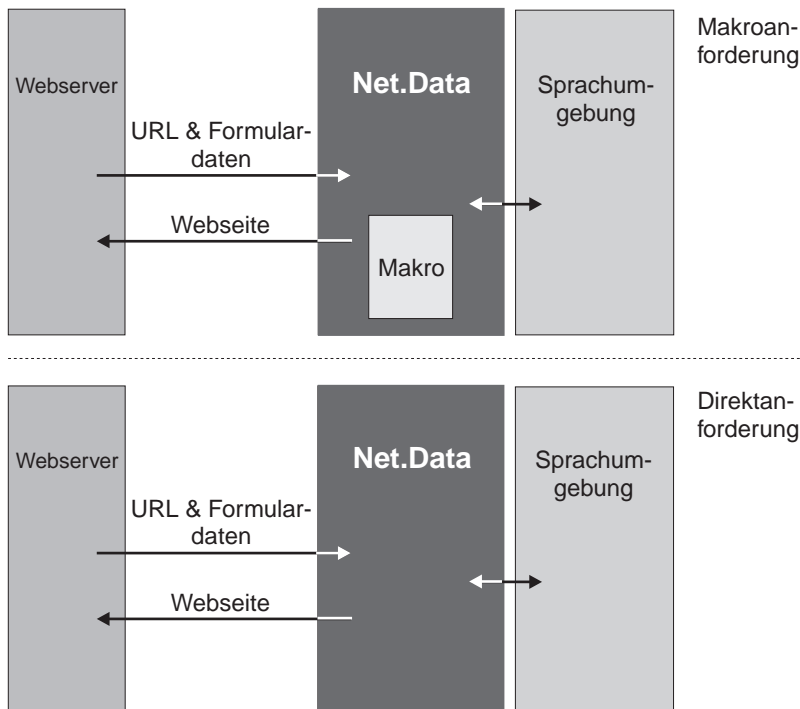 Webserver
URL & Formular-
daten
Webseite
Net.Data
Makro
Sprachum-
gebung
Makroan-
forderung
Webserver
URL & Formular-
daten
Webseite
Net.Data
Sprachum-
gebung
Direktan-
forderung